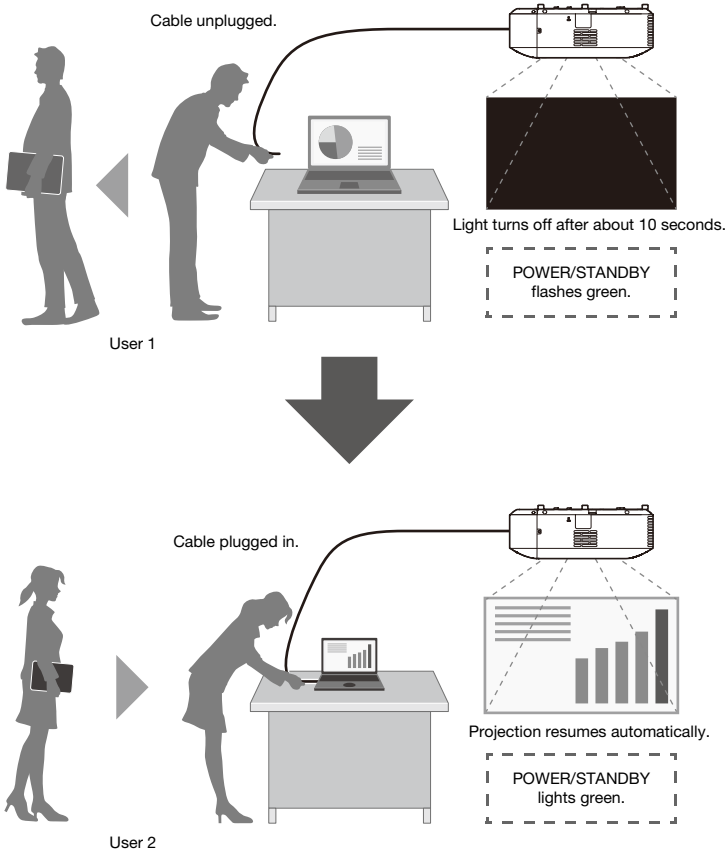 Cable unplugged.
Light turns off after about 10 seconds.
POWER/STANDBY
flashes green.
User 1
Cable plugged in.
Projection resumes automatically.
POWER/STANDBY
lights green.
User 2